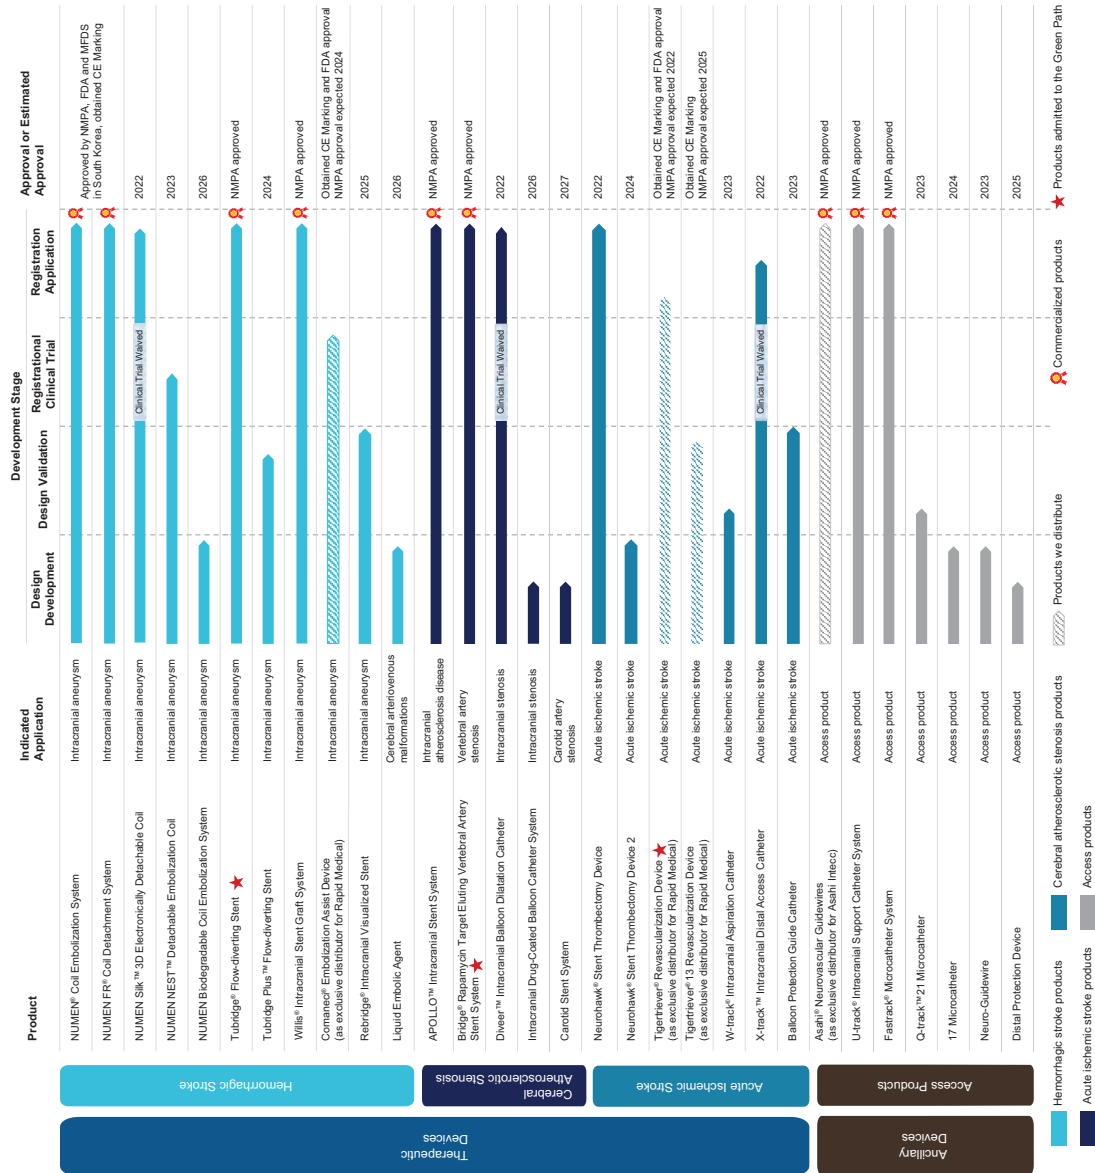 Product
Indicated
Application
Development Stage
Design
Development
Design Validation
Registrational
Clinical Trial
Registration
Application
Approval or Estimated
Approval
Therapeutic
Devices
Hemorrhagic Stroke
NUMEN® Coil Embolization System
Intracranial aneurysm
Approved by NMPA, FDA and MFDS
in South Korea, obtained CE Marking
NUMEN FR® Coil Detachment System
Intracranial aneurysm
NUMEN Silk™ 3D Electronically Detachable Coil
Intracranial aneurysm
Clinical Trial Waived
2022
NUMEN NEST™ Detachable Embolization Coil
Intracranial aneurysm
2023
NUMEN Biodegradable Coil Embolization System
Intracranial aneurysm
2026
Tubridge® Flow-diverting Stent
Intracranial aneurysm
NMPA approved
Tubridge Plus™ Flow-diverting Stent
Intracranial aneurysm
2024
Willis® Intracranial Stent Graft System
Intracranial aneurysm
NMPA approved
Comaneci® Embolization Assist Device
(as exclusive distributor for Rapid Medical)
Intracranial aneurysm
Obtained CE Marking and FDA approval
NMPA approval expected 2024
Rebridge® Intracranial Visualized Stent
Intracranial aneurysm
2025
Liquid Embolic Agent
Cerebral arteriovenous
malformations
2026
Cerebral
Atherosclerotic Stenosis
APOLLO™ Intracranial Stent System
Intracranial
atherosclerosis disease
NMPA approved
Bridge® Rapamycin Target Eluting Vertebral Artery
Stent System
Vertebral artery
stenosis
NMPA approved
Diveer™ Intracranial Balloon Dilatation Catheter
Intracranial stenosis
Clinical Trial Waived
2022
Intracranial Drug-Coated Balloon Catheter System
Intracranial stenosis
2026
Carotid Stent System
Carotid artery
stenosis
2027
Acute Ischemic Stroke
Neurohawk® Stent Thrombectomy Device
Acute ischemic stroke
2022
Neurohawk® Stent Thrombectomy Device 2
Acute ischemic stroke
2024
Tigertriever® Revascularization Device
(as exclusive distributor for Rapid Medical)
Acute ischemic stroke
Obtained CE Marking and FDA approval
NMPA approval expected 2022
Tigertriever® 13 Revascularization Device
(as exclusive distributor for Rapid Medical)
Acute ischemic stroke
Obtained CE Marking
NMPA approval expected 2025
W-track® Intracranial Aspiration Catheter
Acute ischemic stroke
2023
X-track™ Intracranial Distal Access Catheter
Acute ischemic stroke
Clinical Trial Waived
2022
Balloon Protection Guide Catheter
Acute ischemic stroke
2023
Ancillary
Devices
Access Products
Asahi® Neurovascular Guidewires
(as exclusive distributor for Asahi Intecc)
Access product
NMPA approved
U-track® Intracranial Support Catheter System
Access product
NMPA approved
Fastrack® Microcatheter System
Access product
NMPA approved
Q-track™ 21 Microcatheter
Access product
2023
17 Microcatheter
Access product
2024
Neuro-Guidewire
Access product
2023
Distal Protection Device
Access product
2025
Hemorrhagic stroke products
Cerebral atherosclerotic stenosis products
Products we distribute
Commercialized products
Products admitted to the Green Path
Acute ischemic stroke products
Access products